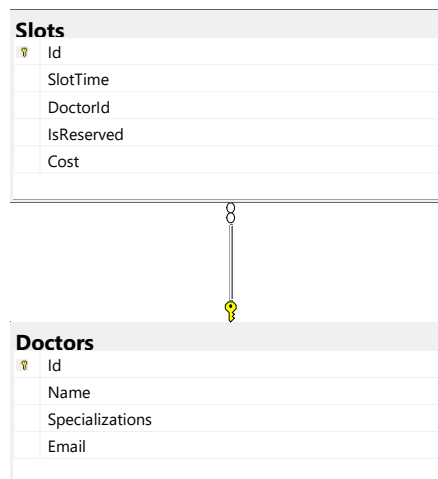 Slots
Id
SlotTime
DoctorId
IsReserved
Cost
Doctors
Id
Name
Specializations
Email